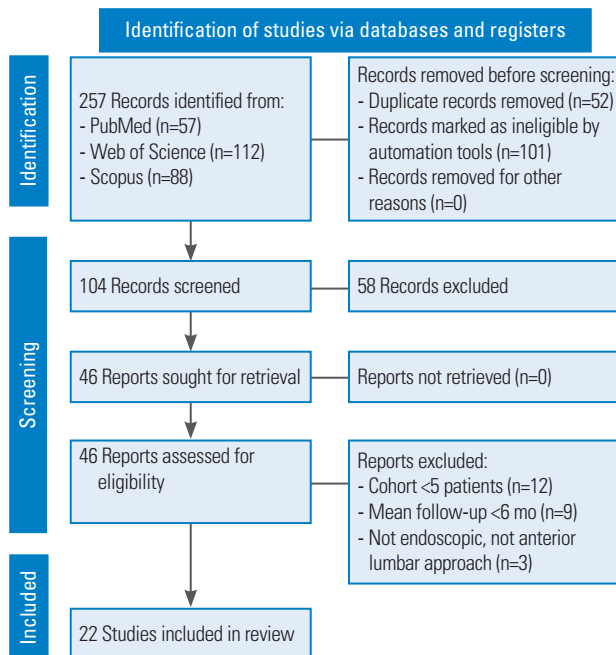 Identification of studies via databases and registers
Identification
257 Records identified from:
- PubMed (n=57)
- Web of Science (n=112)
- Scopus (n=88)
Records removed before screening:
- Duplicate records removed (n=52)
- Records marked as ineligible by
automation tools (n=101)
- Records removed for other
reasons (n=0)
Screening
104 Records screened
58 Records excluded
46 Reports sought for retrieval
Reports not retrieved (n=0)
46 Reports assessed for
eligibility
Reports excluded:
- Cohort <5 patients (n=12)
- Mean follow-up <6 mo (n=9)
- Not endoscopic, not anterior
lumbar approach (n=3)
Included
22 Studies included in review